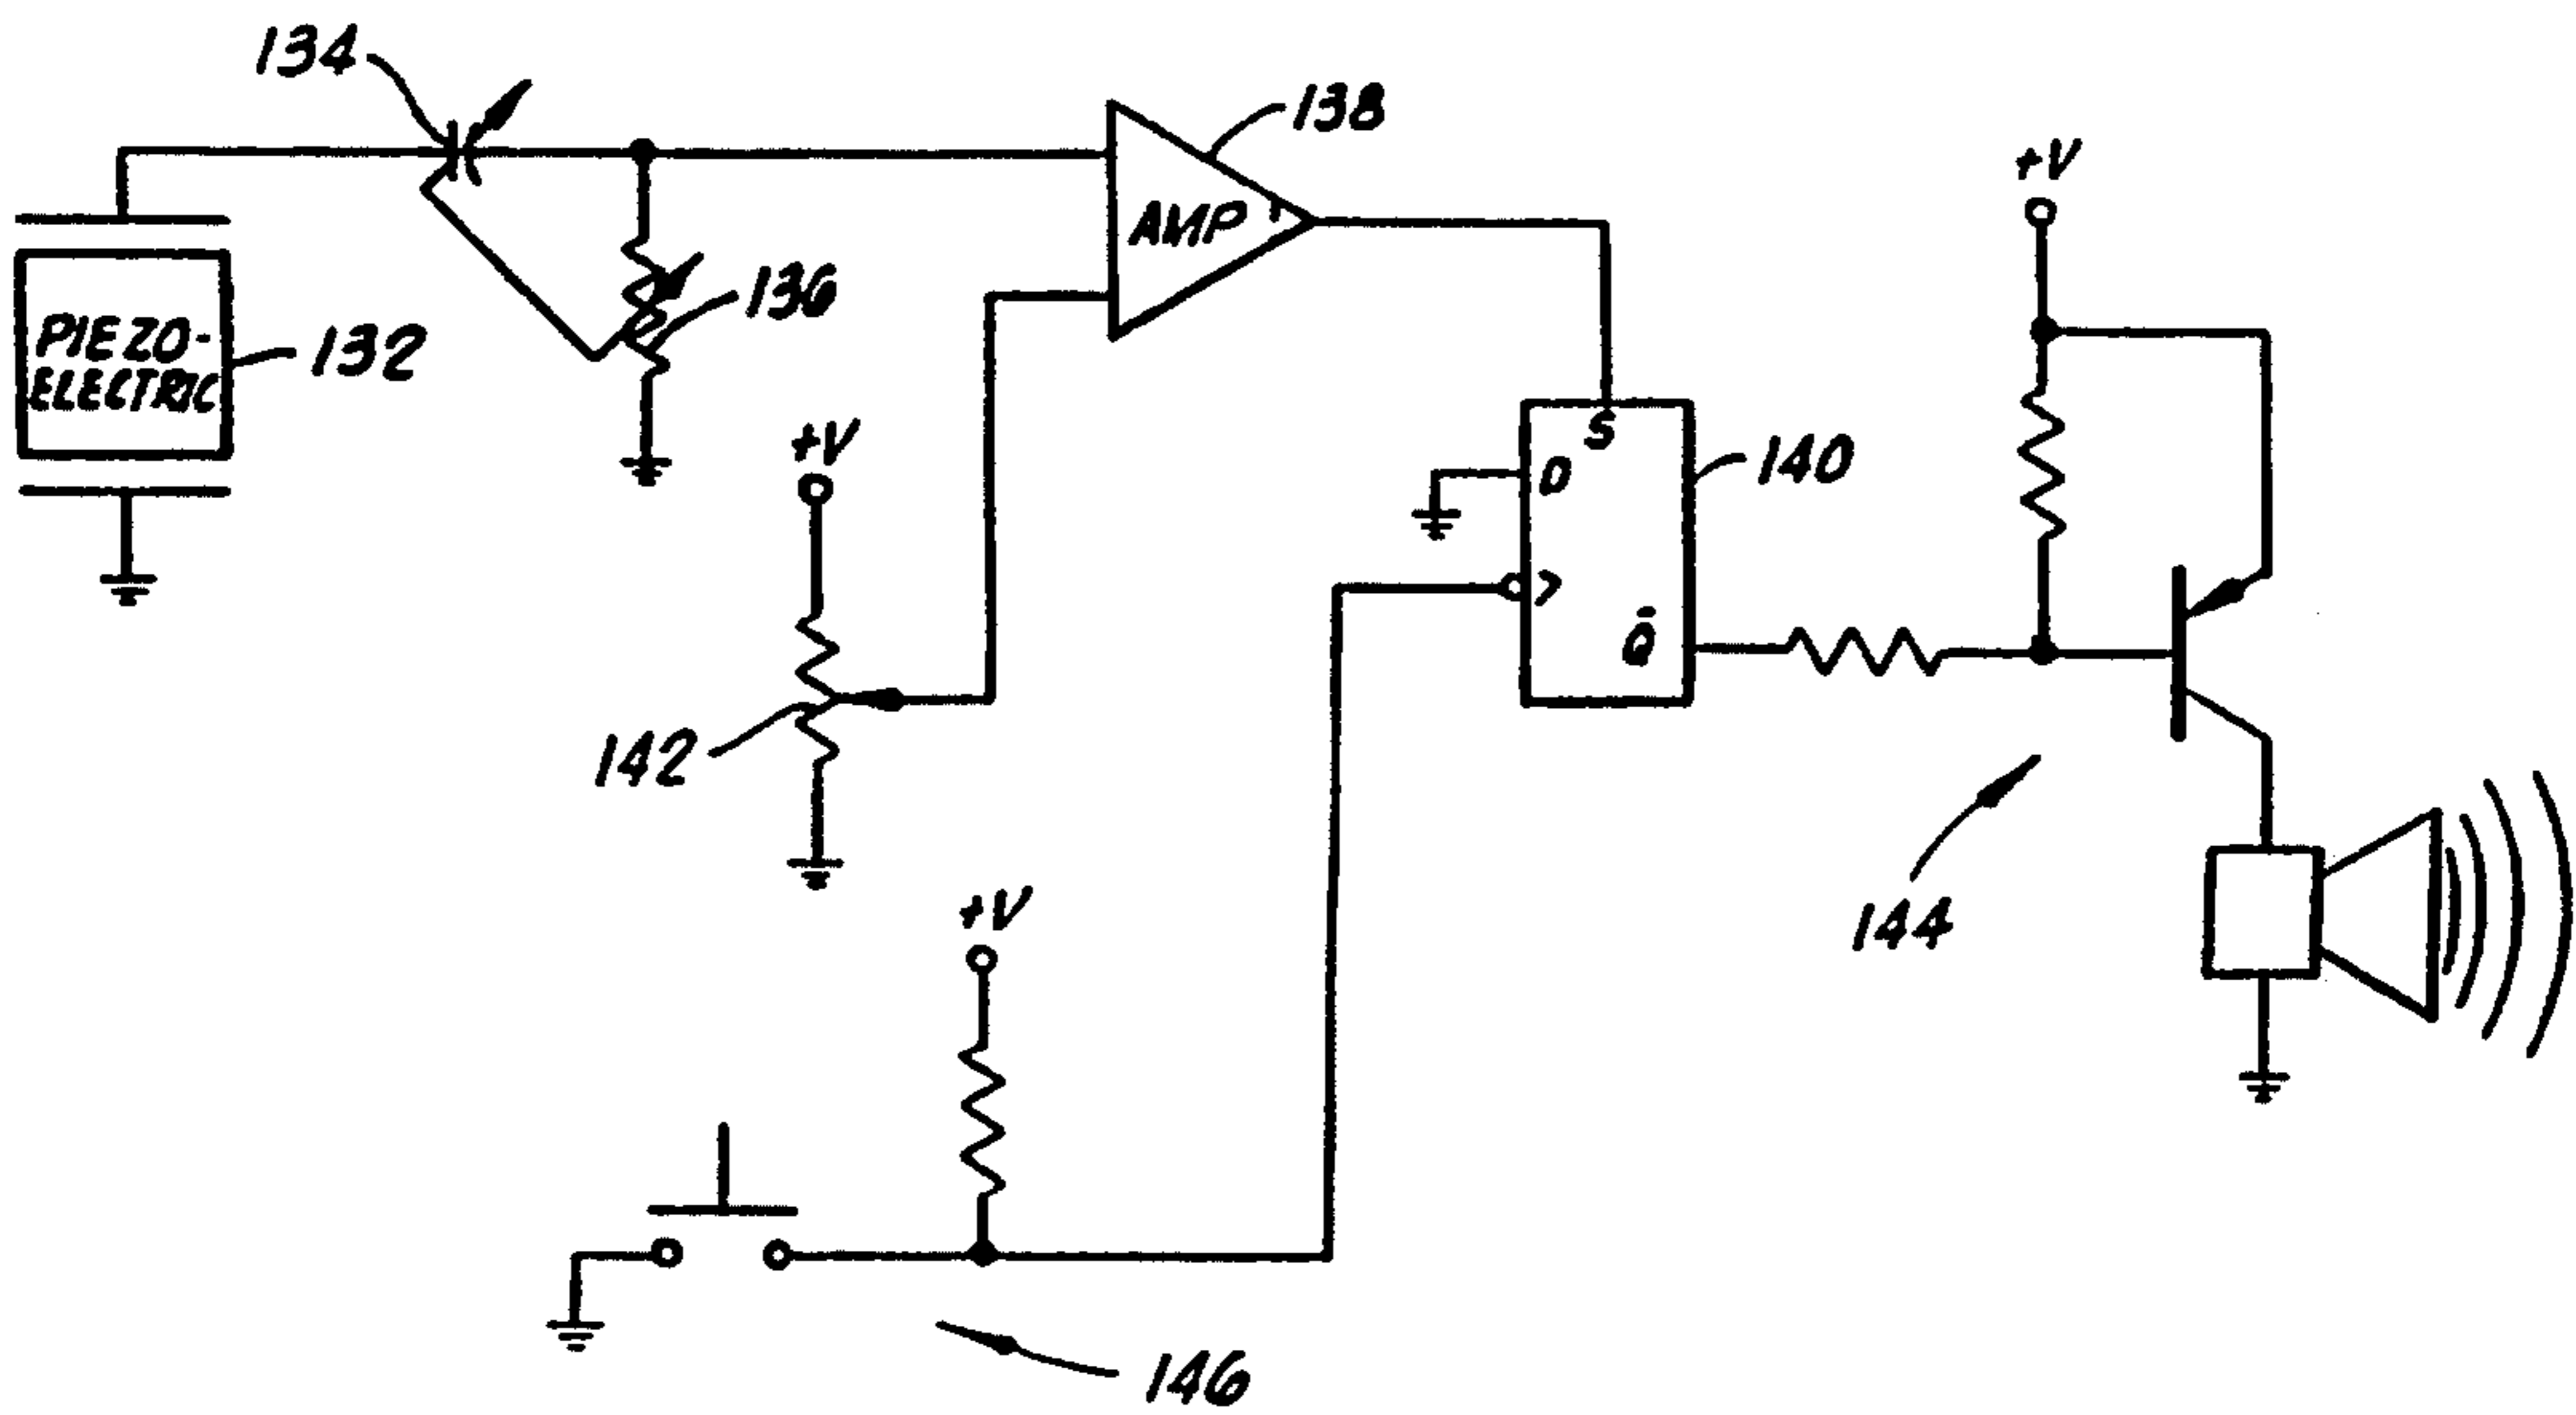 134
138
+V
AMP
136
PIEZO-
ELECTRIC
132
+V
S
D
140
Q̄
142
+V
144
146